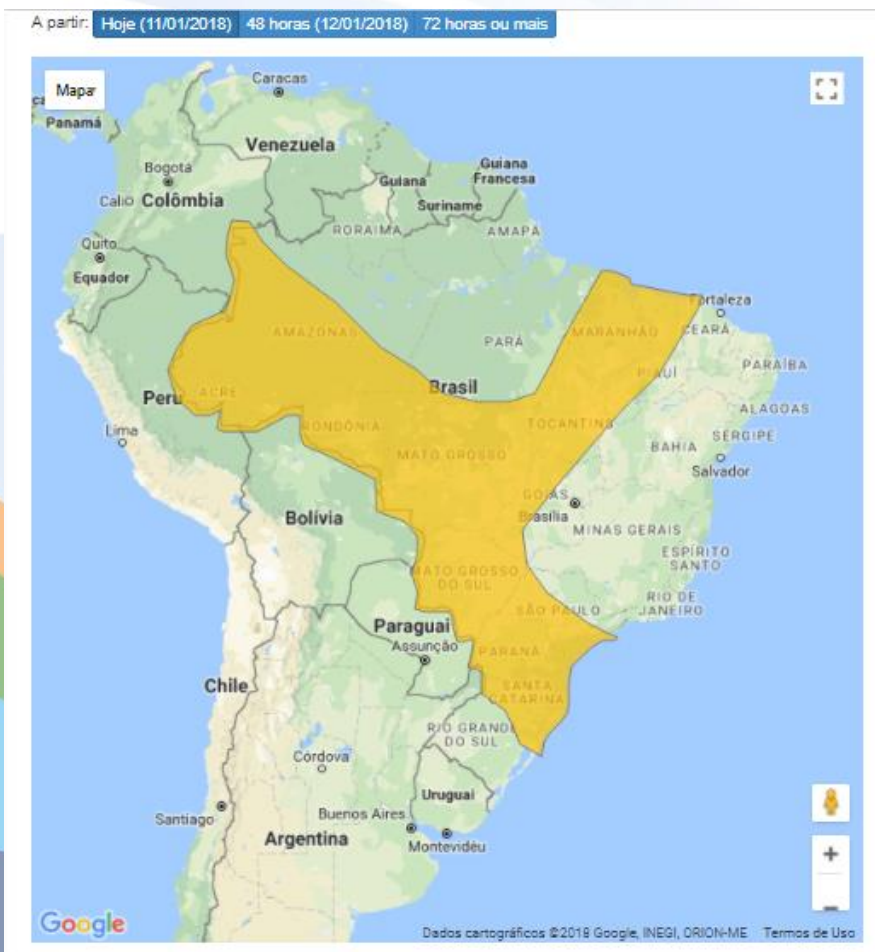 A partir: Hoje (11/01/2018) 48 horas (12/01/2018) 72 horas ou mais
Mapa
Caracas
Panamá
Venezuela
Bogotá
Guiana
Guiana
Francesa
Cali Colômbia
Suriname
RORAIMA
AMAPÁ
Quito
Equador
Fortaleza
AMAZONAS
PARÁ
MARANHÃO
CEARÁ
PARAÍBA
PIAUÍ
Peru
ACRE
Brasil
ALAGOAS
Lima
RONDÔNIA
TOCANTINS
SERGIPE
BAHIA
MATO GROSSO
Salvador
GOIÁS
Bolívia
Brasília
MINAS GERAIS
ESPÍRITO
SANTO
MATO GROSSO
DO SUL
RIO DE
JANEIRO
SÃO PAULO
Paraguai
Assunção
PARANÁ
Chile
SANTA
CATARINA
RIO GRANDE
DO SUL
Córdova
Uruguai
Santiago
Buenos Aires
Argentina
Montevidéu
Google
Dados cartográficos ©2018 Google, INEGI, ORION-ME Termos de Uso